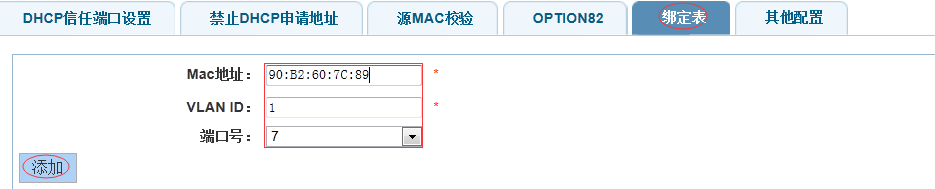 DHCP信任端口设置 禁止DHCP申请地址 源MAC校验 OPTION82 绑定表 其他配置
Mac地址： 90:B2:60:7C:89 *
VLAN ID： 1 *
端口号： 7
添加